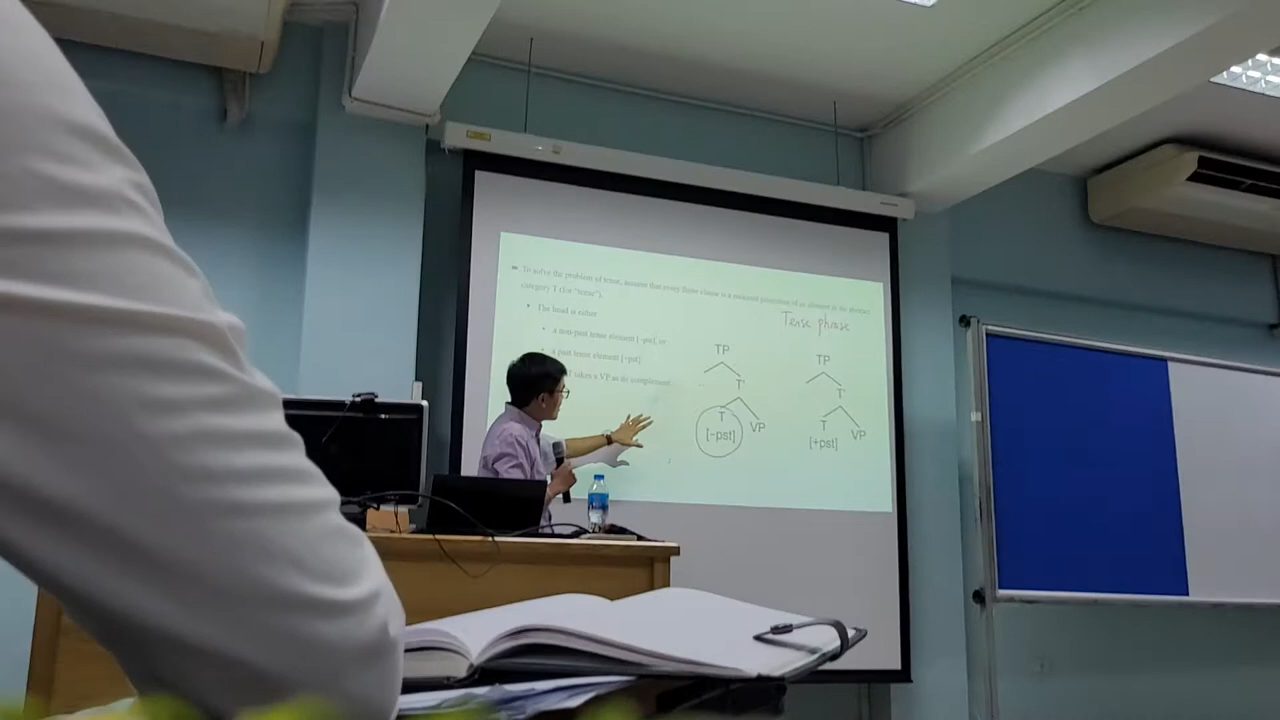 To solve the problem of tense, assume that every finite clause is a maximal projection of an element in the abstract
category T (for "tense").
The head is either
a non-past tense element [-pst], or
a past tense element [+pst]
takes a VP as its complement
Tense phrase
TP TP
T' T'
T VP T VP
[-pst] [+pst]